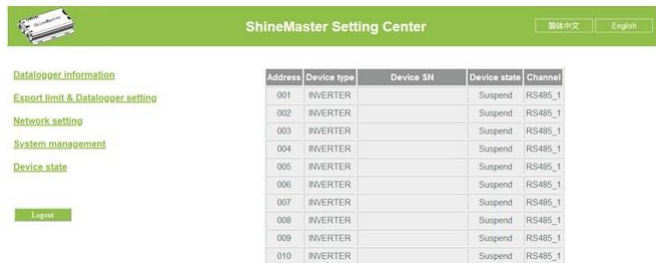 ShineMaster
ShineMaster Setting Center
简体中文
English
Datalogger information
Export limit & Datalogger setting
Network setting
System management
Device state
Logout
Address Device type Device SN Device state Channel
001 INVERTER Suspend RS485_1
002 INVERTER Suspend RS485_1
003 INVERTER Suspend RS485_1
004 INVERTER Suspend RS485_1
005 INVERTER Suspend RS485_1
006 INVERTER Suspend RS485_1
007 INVERTER Suspend RS485_1
008 INVERTER Suspend RS485_1
009 INVERTER Suspend RS485_1
010 INVERTER Suspend RS485_1